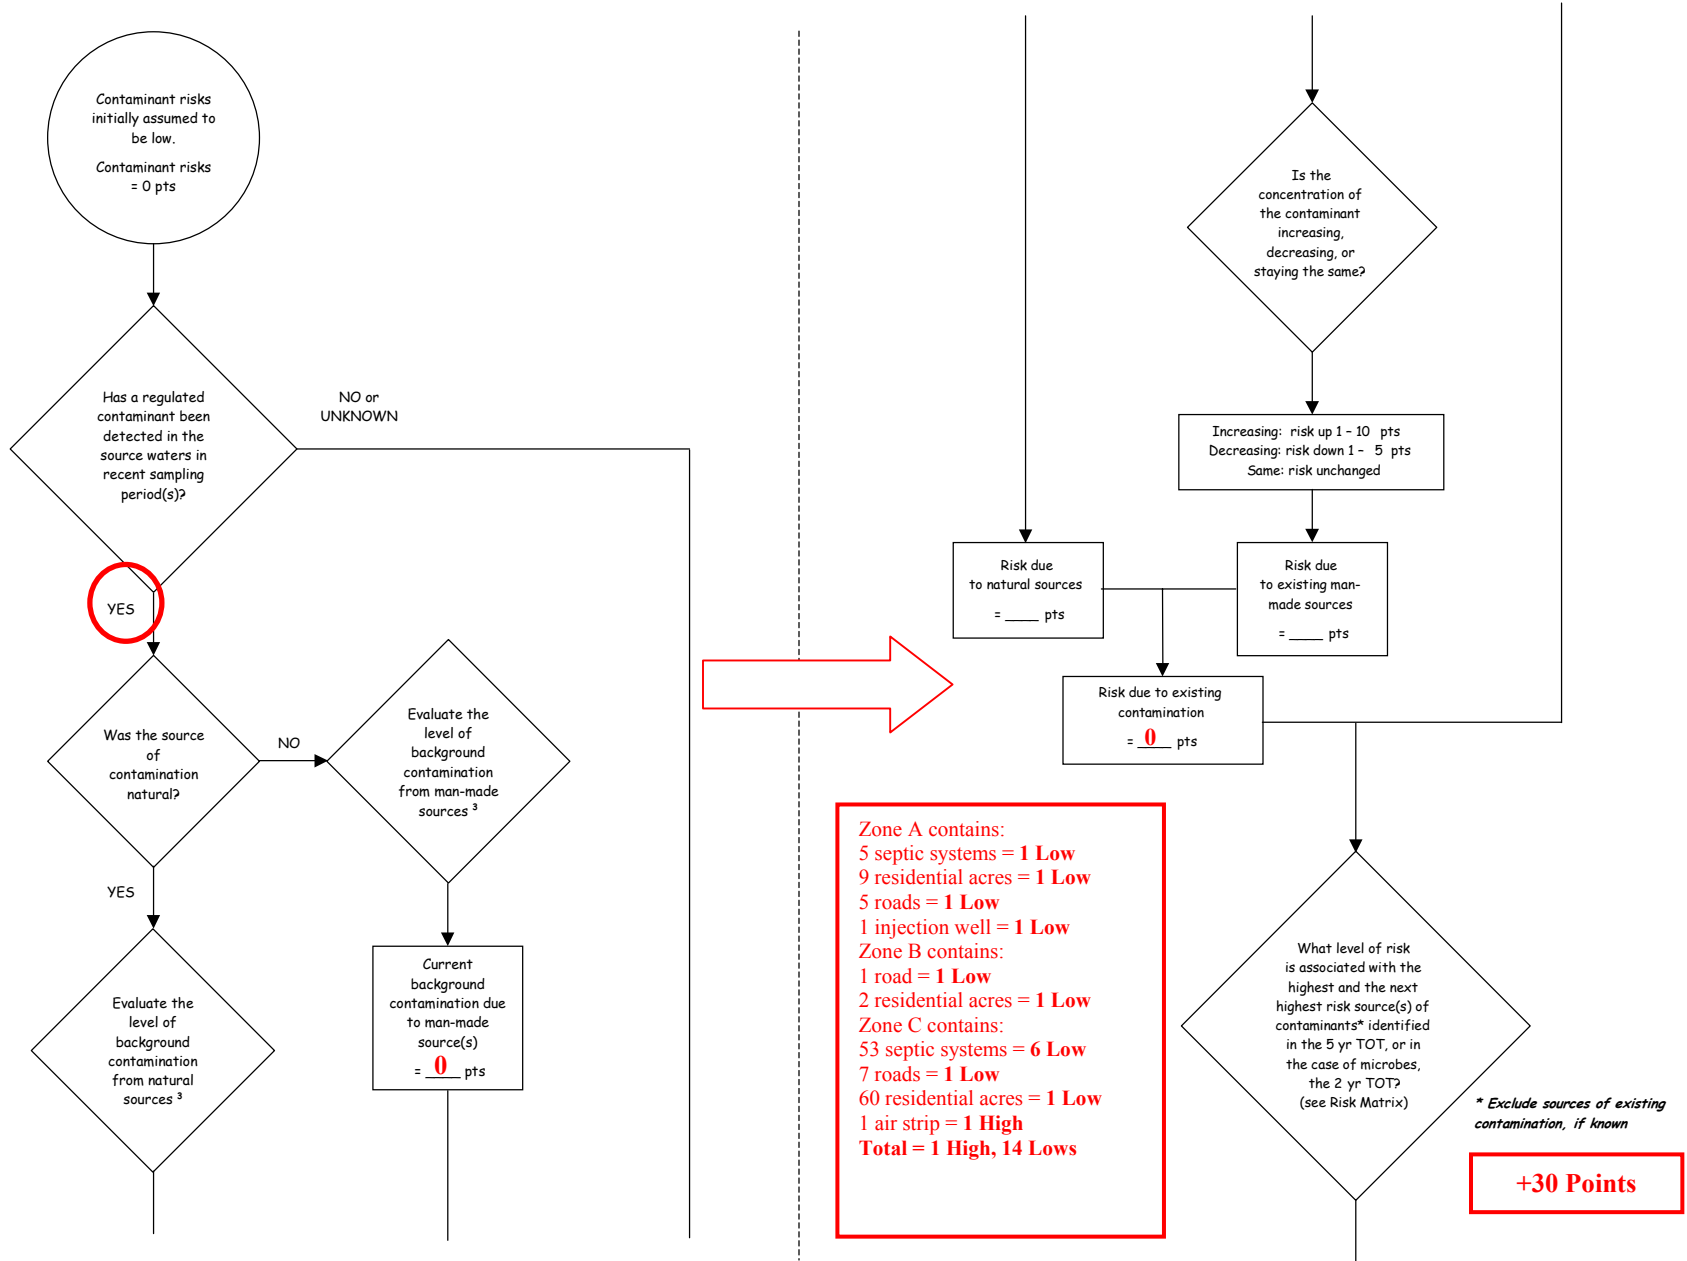 Contaminant risks
initially assumed to
be low.
Contaminant risks
= 0 pts
Has a regulated
contaminant been
detected in the
source waters in
recent sampling
period(s)?
NO or
UNKNOWN
YES
Was the source
of
contamination
natural?
NO
Evaluate the
level of
background
contamination
from man-made
sources ³
YES
Evaluate the
level of
background
contamination
from natural
sources ³
Current
background
contamination due
to man-made
source(s)
= 0 pts
Is the
concentration of
the contaminant
increasing,
decreasing, or
staying the same?
Increasing: risk up 1 – 10 pts
Decreasing: risk down 1 – 5 pts
Same: risk unchanged
Risk due
to natural sources
= ____ pts
Risk due
to existing man-
made sources
= ____ pts
Risk due to existing
contamination
= 0 pts
Zone A contains:
5 septic systems = 1 Low
9 residential acres = 1 Low
5 roads = 1 Low
1 injection well = 1 Low
Zone B contains:
1 road = 1 Low
2 residential acres = 1 Low
Zone C contains:
53 septic systems = 6 Low
7 roads = 1 Low
60 residential acres = 1 Low
1 air strip = 1 High
Total = 1 High, 14 Lows
What level of risk
is associated with the
highest and the next
highest risk source(s) of
contaminants* identified
in the 5 yr TOT, or in
the case of microbes,
the 2 yr TOT?
(see Risk Matrix)
* Exclude sources of existing
contamination, if known
+30 Points